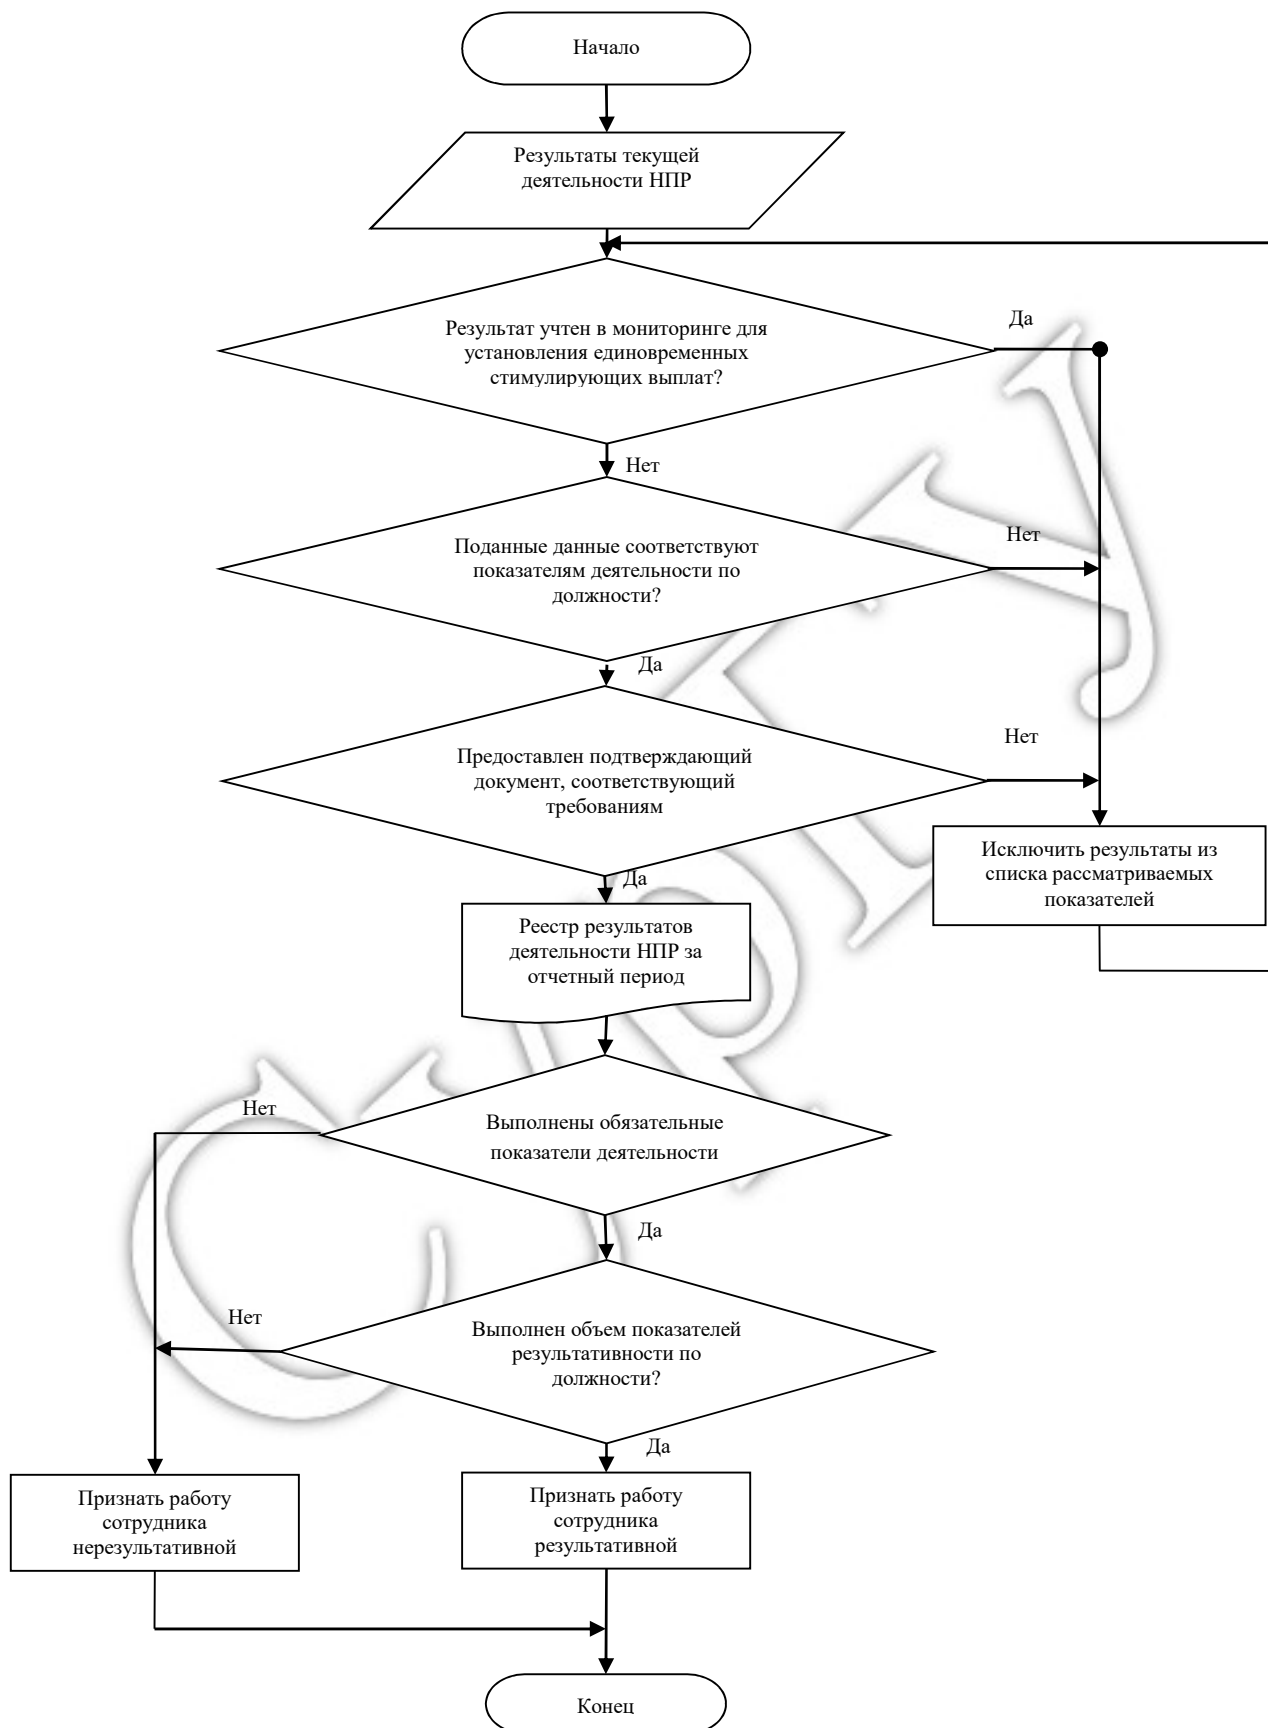 Начало
Результаты текущей
деятельности НПР
Результат учтен в мониторинге для
установления единовременных
стимулирующих выплат?
Да
Нет
Поданные данные соответствуют
показателям деятельности по
должности?
Нет
Да
Предоставлен подтверждающий
документ, соответствующий
требованиям
Нет
Да
Исключить результаты из
списка рассматриваемых
показателей
Реестр результатов
деятельности НПР за
отчетный период
Выполнены обязательные
показатели деятельности
Нет
Да
Выполнен объем показателей
результативности по
должности?
Нет
Да
Признать работу
сотрудника
нерезультативной
Признать работу
сотрудника
результативной
Конец